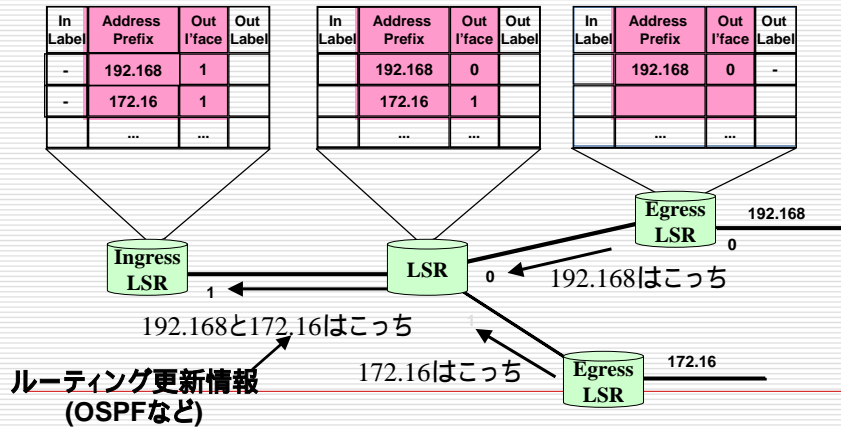 In Label Address Prefix Out I'face Out Label
- 192.168 1
- 172.16 1
... ...
In Label Address Prefix Out I'face Out Label
192.168 0
172.16 1
... ...
In Label Address Prefix Out I'face Out Label
192.168 0 -
... ...
Egress LSR
192.168
0
Ingress LSR
1
LSR
0
192.168はこっち
192.168と172.16はこっち
1
172.16はこっち
Egress LSR
172.16
ルーティング更新情報
(OSPFなど)